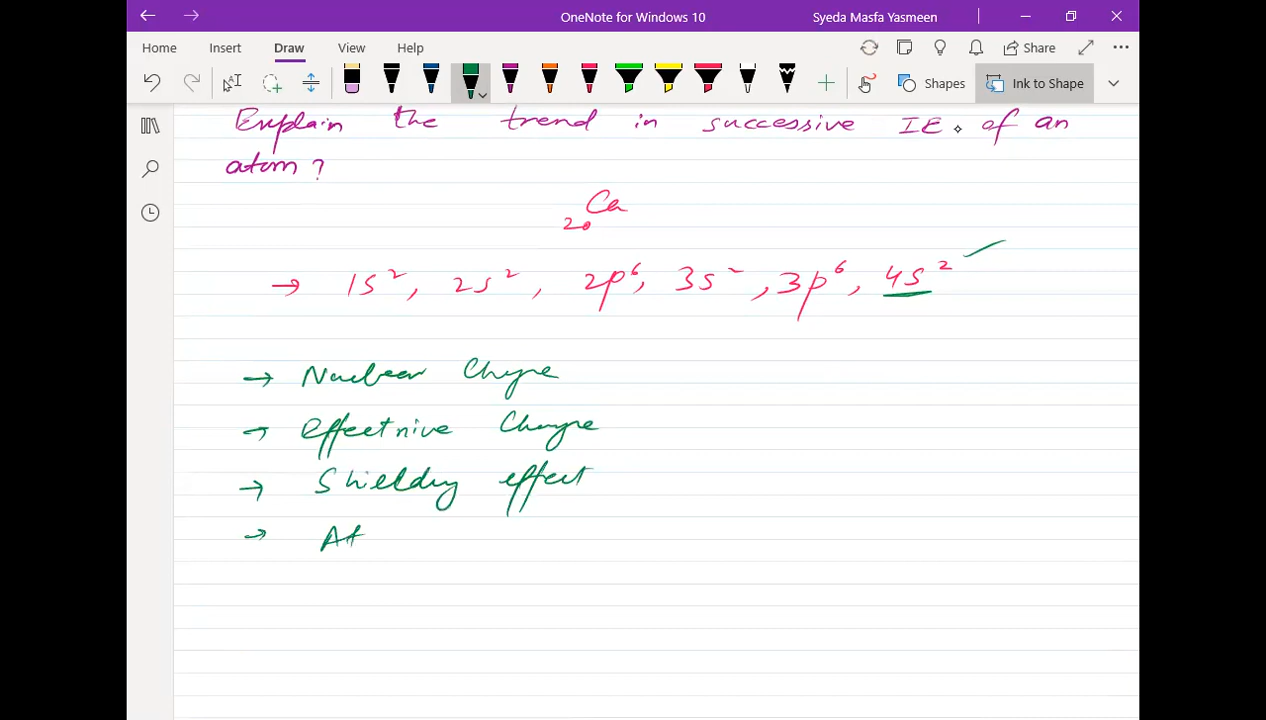 OneNote for Windows 10
Syeda Masfa Yasmeen
Home Insert Draw View Help Share
Shapes Ink to Shape
Explain the trend in successive IE of an
atom?
₂₀Ca
→ 1s², 2s², 2p⁶, 3s², 3p⁶, 4s²
→ Nuclear Charge
→ Effective Charge
→ Shielding effect
→ At